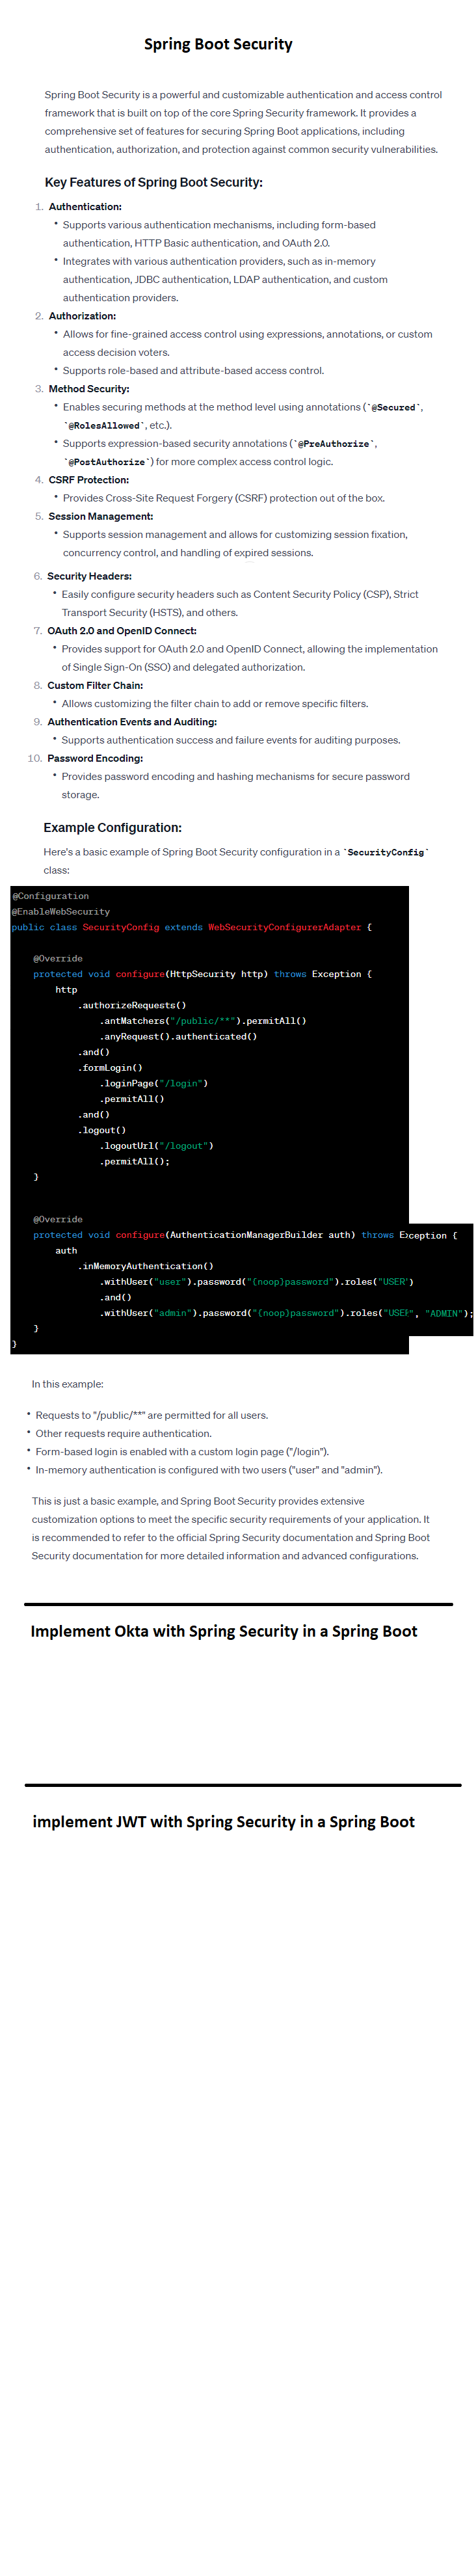 Spring Boot Security
Spring Boot Security is a powerful and customizable authentication and access control
framework that is built on top of the core Spring Security framework. It provides a
comprehensive set of features for securing Spring Boot applications, including
authentication, authorization, and protection against common security vulnerabilities.
Key Features of Spring Boot Security:
1. Authentication:
• Supports various authentication mechanisms, including form-based
authentication, HTTP Basic authentication, and OAuth 2.0.
• Integrates with various authentication providers, such as in-memory
authentication, JDBC authentication, LDAP authentication, and custom
authentication providers.
2. Authorization:
• Allows for fine-grained access control using expressions, annotations, or custom
access decision voters.
• Supports role-based and attribute-based access control.
3. Method Security:
• Enables securing methods at the method level using annotations (`@Secured`,
`@RolesAllowed`, etc.).
• Supports expression-based security annotations (`@PreAuthorize`,
`@PostAuthorize`) for more complex access control logic.
4. CSRF Protection:
• Provides Cross-Site Request Forgery (CSRF) protection out of the box.
5. Session Management:
• Supports session management and allows for customizing session fixation,
concurrency control, and handling of expired sessions.
6. Security Headers:
• Easily configure security headers such as Content Security Policy (CSP), Strict
Transport Security (HSTS), and others.
7. OAuth 2.0 and OpenID Connect:
• Provides support for OAuth 2.0 and OpenID Connect, allowing the implementation
of Single Sign-On (SSO) and delegated authorization.
8. Custom Filter Chain:
• Allows customizing the filter chain to add or remove specific filters.
9. Authentication Events and Auditing:
• Supports authentication success and failure events for auditing purposes.
10. Password Encoding:
• Provides password encoding and hashing mechanisms for secure password
storage.
Example Configuration:
Here's a basic example of Spring Boot Security configuration in a `SecurityConfig`
class:
@Configuration
@EnableWebSecurity
public class SecurityConfig extends WebSecurityConfigurerAdapter {
@Override
protected void configure(HttpSecurity http) throws Exception {
http
.authorizeRequests()
.antMatchers("/public/**").permitAll()
.anyRequest().authenticated()
.and()
.formLogin()
.loginPage("/login")
.permitAll()
.and()
.logout()
.logoutUrl("/logout")
.permitAll();
}
@Override
protected void configure(AuthenticationManagerBuilder auth) throws Exception {
auth
.inMemoryAuthentication()
.withUser("user").password("{noop}password").roles("USER")
.and()
.withUser("admin").password("{noop}password").roles("USER", "ADMIN");
}
}
In this example:
• Requests to "/public/**" are permitted for all users.
• Other requests require authentication.
• Form-based login is enabled with a custom login page ("/login").
• In-memory authentication is configured with two users ("user" and "admin").
This is just a basic example, and Spring Boot Security provides extensive
customization options to meet the specific security requirements of your application. It
is recommended to refer to the official Spring Security documentation and Spring Boot
Security documentation for more detailed information and advanced configurations.
Implement Okta with Spring Security in a Spring Boot
implement JWT with Spring Security in a Spring Boot